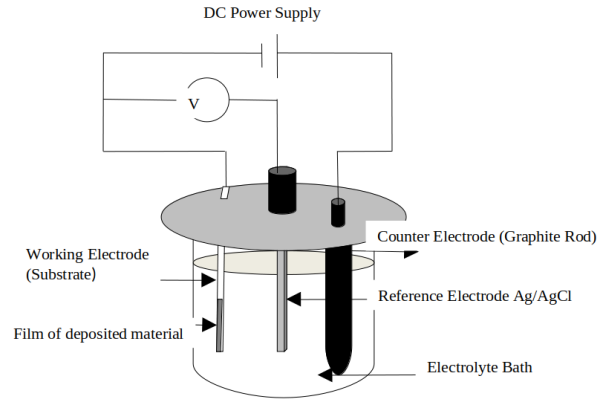 DC Power Supply
V
Counter Electrode (Graphite Rod)
Working Electrode
(Substrate)
Reference Electrode Ag/AgCl
Film of deposited material
Electrolyte Bath